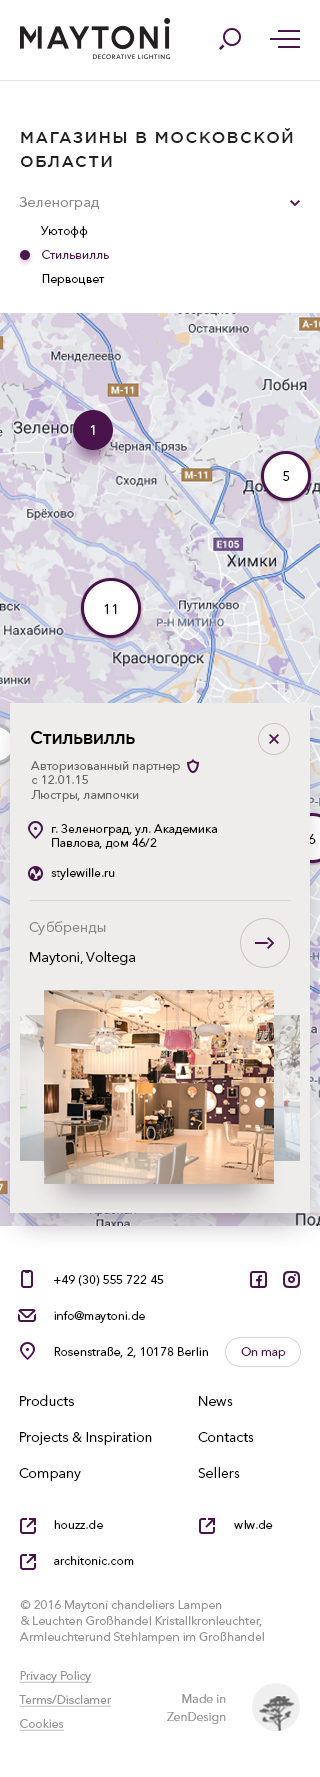 MAYTONI
DECORATIVE LIGHTING
МАГАЗИНЫ В МОСКОВСКОЙ
ОБЛАСТИ
Зеленоград
Уютофф
Стильвилль
Первоцвет
Останкино
Менделеево
М-11
Лобня
Зеленог
1
Черная Грязь
М-11
5
Сходня
Брёхово
E105
Химки
11
Путилково
Нахабино
Р-Н МИТИНО
Красногорск
Стильвилль
Авторизованный партнер
с 12.01.15
Люстры, лампочки
6
г. Зеленоград, ул. Академика
Павлова, дом 46/2
stylewille.ru
Суббренды
Maytoni, Voltega
Пахра
+49 (30) 555 722 45
info@maytoni.de
Rosenstraße, 2, 10178 Berlin
On map
Products
News
Projects & Inspiration
Contacts
Company
Sellers
houzz.de
wlw.de
architonic.com
© 2016 Maytoni chandeliers Lampen
& Leuchten Großhandel Kristallkronleuchter,
Armleuchterund Stehlampen im Großhandel
Privacy Policy
Terms/Disclamer
Cookies
Made in
ZenDesign